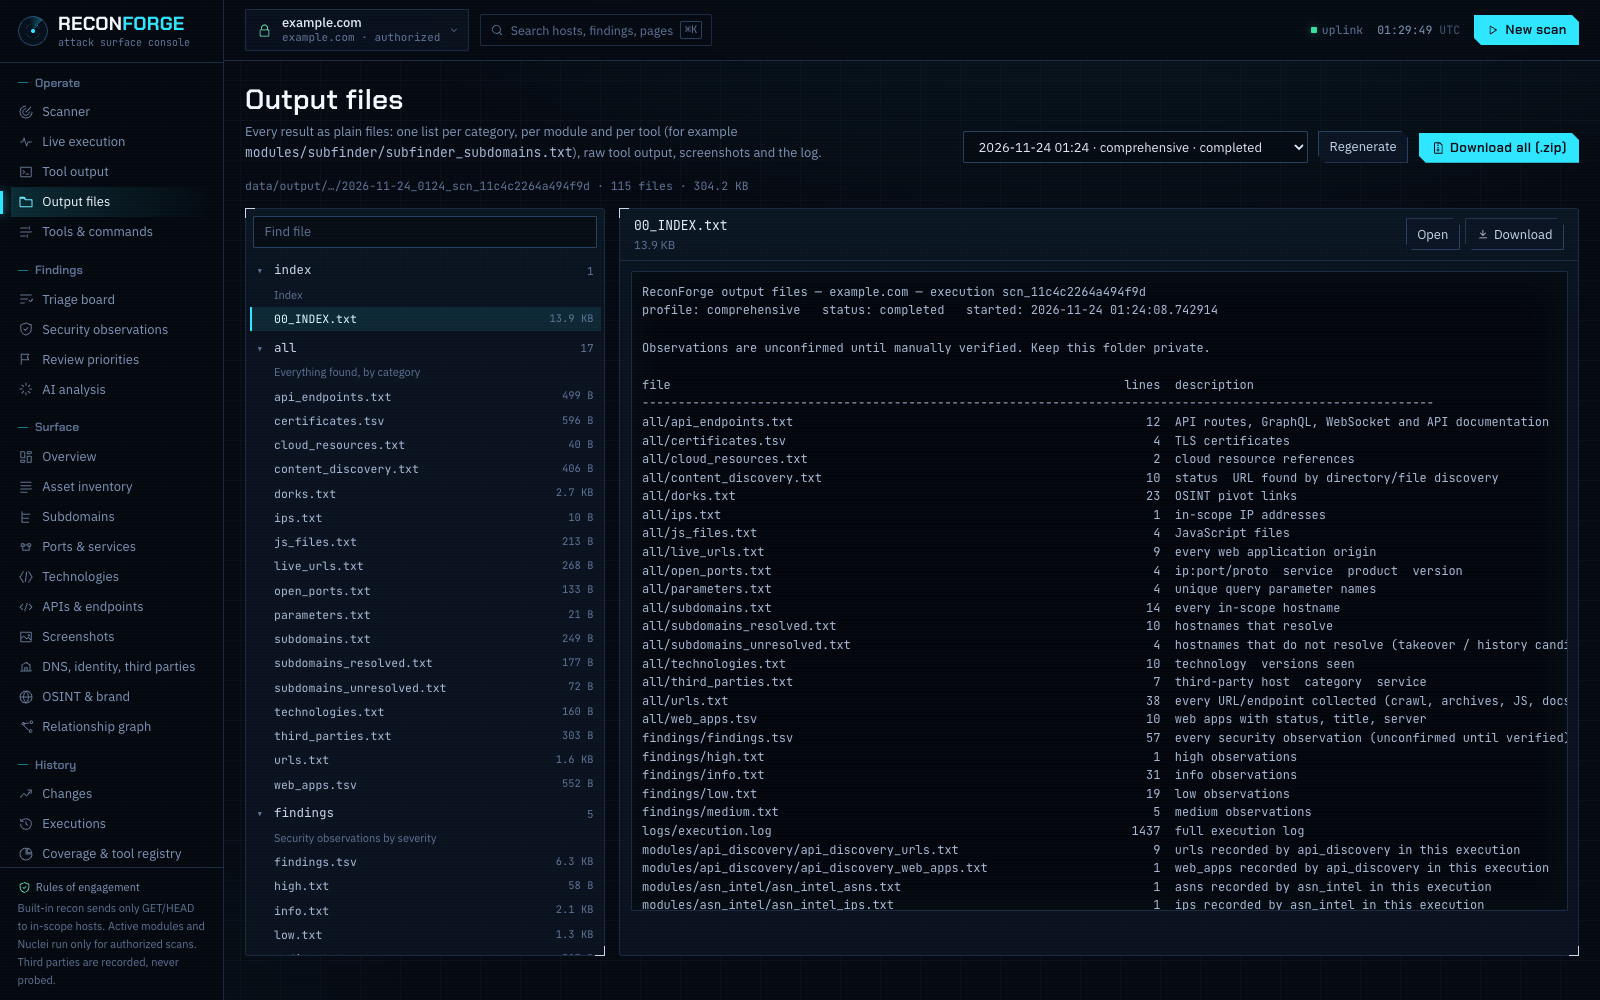 RECONFORGE
attack surface console
example.com
example.com · authorized
Search hosts, findings, pages ⌘K
uplink 01:29:49 UTC
New scan
Operate
Scanner
Live execution
Tool output
Output files
Tools & commands
Findings
Triage board
Security observations
Review priorities
AI analysis
Surface
Overview
Asset inventory
Subdomains
Ports & services
Technologies
APIs & endpoints
Screenshots
DNS, identity, third parties
OSINT & brand
Relationship graph
History
Changes
Executions
Coverage & tool registry
Rules of engagement
Built-in recon sends only GET/HEAD
to in-scope hosts. Active modules and
Nuclei run only for authorized scans.
Third parties are recorded, never
probed.
Output files
Every result as plain files: one list per category, per module and per tool (for example
modules/subfinder/subfinder_subdomains.txt), raw tool output, screenshots and the log.
2026-11-24 01:24 · comprehensive · completed
Regenerate
Download all (.zip)
data/output/…/2026-11-24_0124_scn_11c4c2264a494f9d · 115 files · 304.2 KB
Find file
index 1
Index
00_INDEX.txt 13.9 KB
all 17
Everything found, by category
api_endpoints.txt 499 B
certificates.tsv 596 B
cloud_resources.txt 40 B
content_discovery.txt 406 B
dorks.txt 2.7 KB
ips.txt 10 B
js_files.txt 213 B
live_urls.txt 268 B
open_ports.txt 133 B
parameters.txt 21 B
subdomains.txt 249 B
subdomains_resolved.txt 177 B
subdomains_unresolved.txt 72 B
technologies.txt 160 B
third_parties.txt 303 B
urls.txt 1.6 KB
web_apps.tsv 552 B
findings 5
Security observations by severity
findings.tsv 6.3 KB
high.txt 58 B
info.txt 2.1 KB
low.txt 1.3 KB
00_INDEX.txt
13.9 KB
Open
Download
ReconForge output files — example.com — execution scn_11c4c2264a494f9d
profile: comprehensive status: completed started: 2026-11-24 01:24:08.742914
Observations are unconfirmed until manually verified. Keep this folder private.
file lines description
--------------------------------------------------------------------------------------------------------------
all/api_endpoints.txt 12 API routes, GraphQL, WebSocket and API documentation
all/certificates.tsv 4 TLS certificates
all/cloud_resources.txt 2 cloud resource references
all/content_discovery.txt 10 status URL found by directory/file discovery
all/dorks.txt 23 OSINT pivot links
all/ips.txt 1 in-scope IP addresses
all/js_files.txt 4 JavaScript files
all/live_urls.txt 9 every web application origin
all/open_ports.txt 4 ip:port/proto service product version
all/parameters.txt 4 unique query parameter names
all/subdomains.txt 14 every in-scope hostname
all/subdomains_resolved.txt 10 hostnames that resolve
all/subdomains_unresolved.txt 4 hostnames that do not resolve (takeover / history candi
all/technologies.txt 10 technology versions seen
all/third_parties.txt 7 third-party host category service
all/urls.txt 38 every URL/endpoint collected (crawl, archives, JS, docs
all/web_apps.tsv 10 web apps with status, title, server
findings/findings.tsv 57 every security observation (unconfirmed until verified)
findings/high.txt 1 high observations
findings/info.txt 31 info observations
findings/low.txt 19 low observations
findings/medium.txt 5 medium observations
logs/execution.log 1437 full execution log
modules/api_discovery/api_discovery_urls.txt 9 urls recorded by api_discovery in this execution
modules/api_discovery/api_discovery_web_apps.txt 1 web_apps recorded by api_discovery in this execution
modules/asn_intel/asn_intel_asns.txt 1 asns recorded by asn_intel in this execution
modules/asn_intel/asn_intel_ips.txt 1 ips recorded by asn_intel in this execution